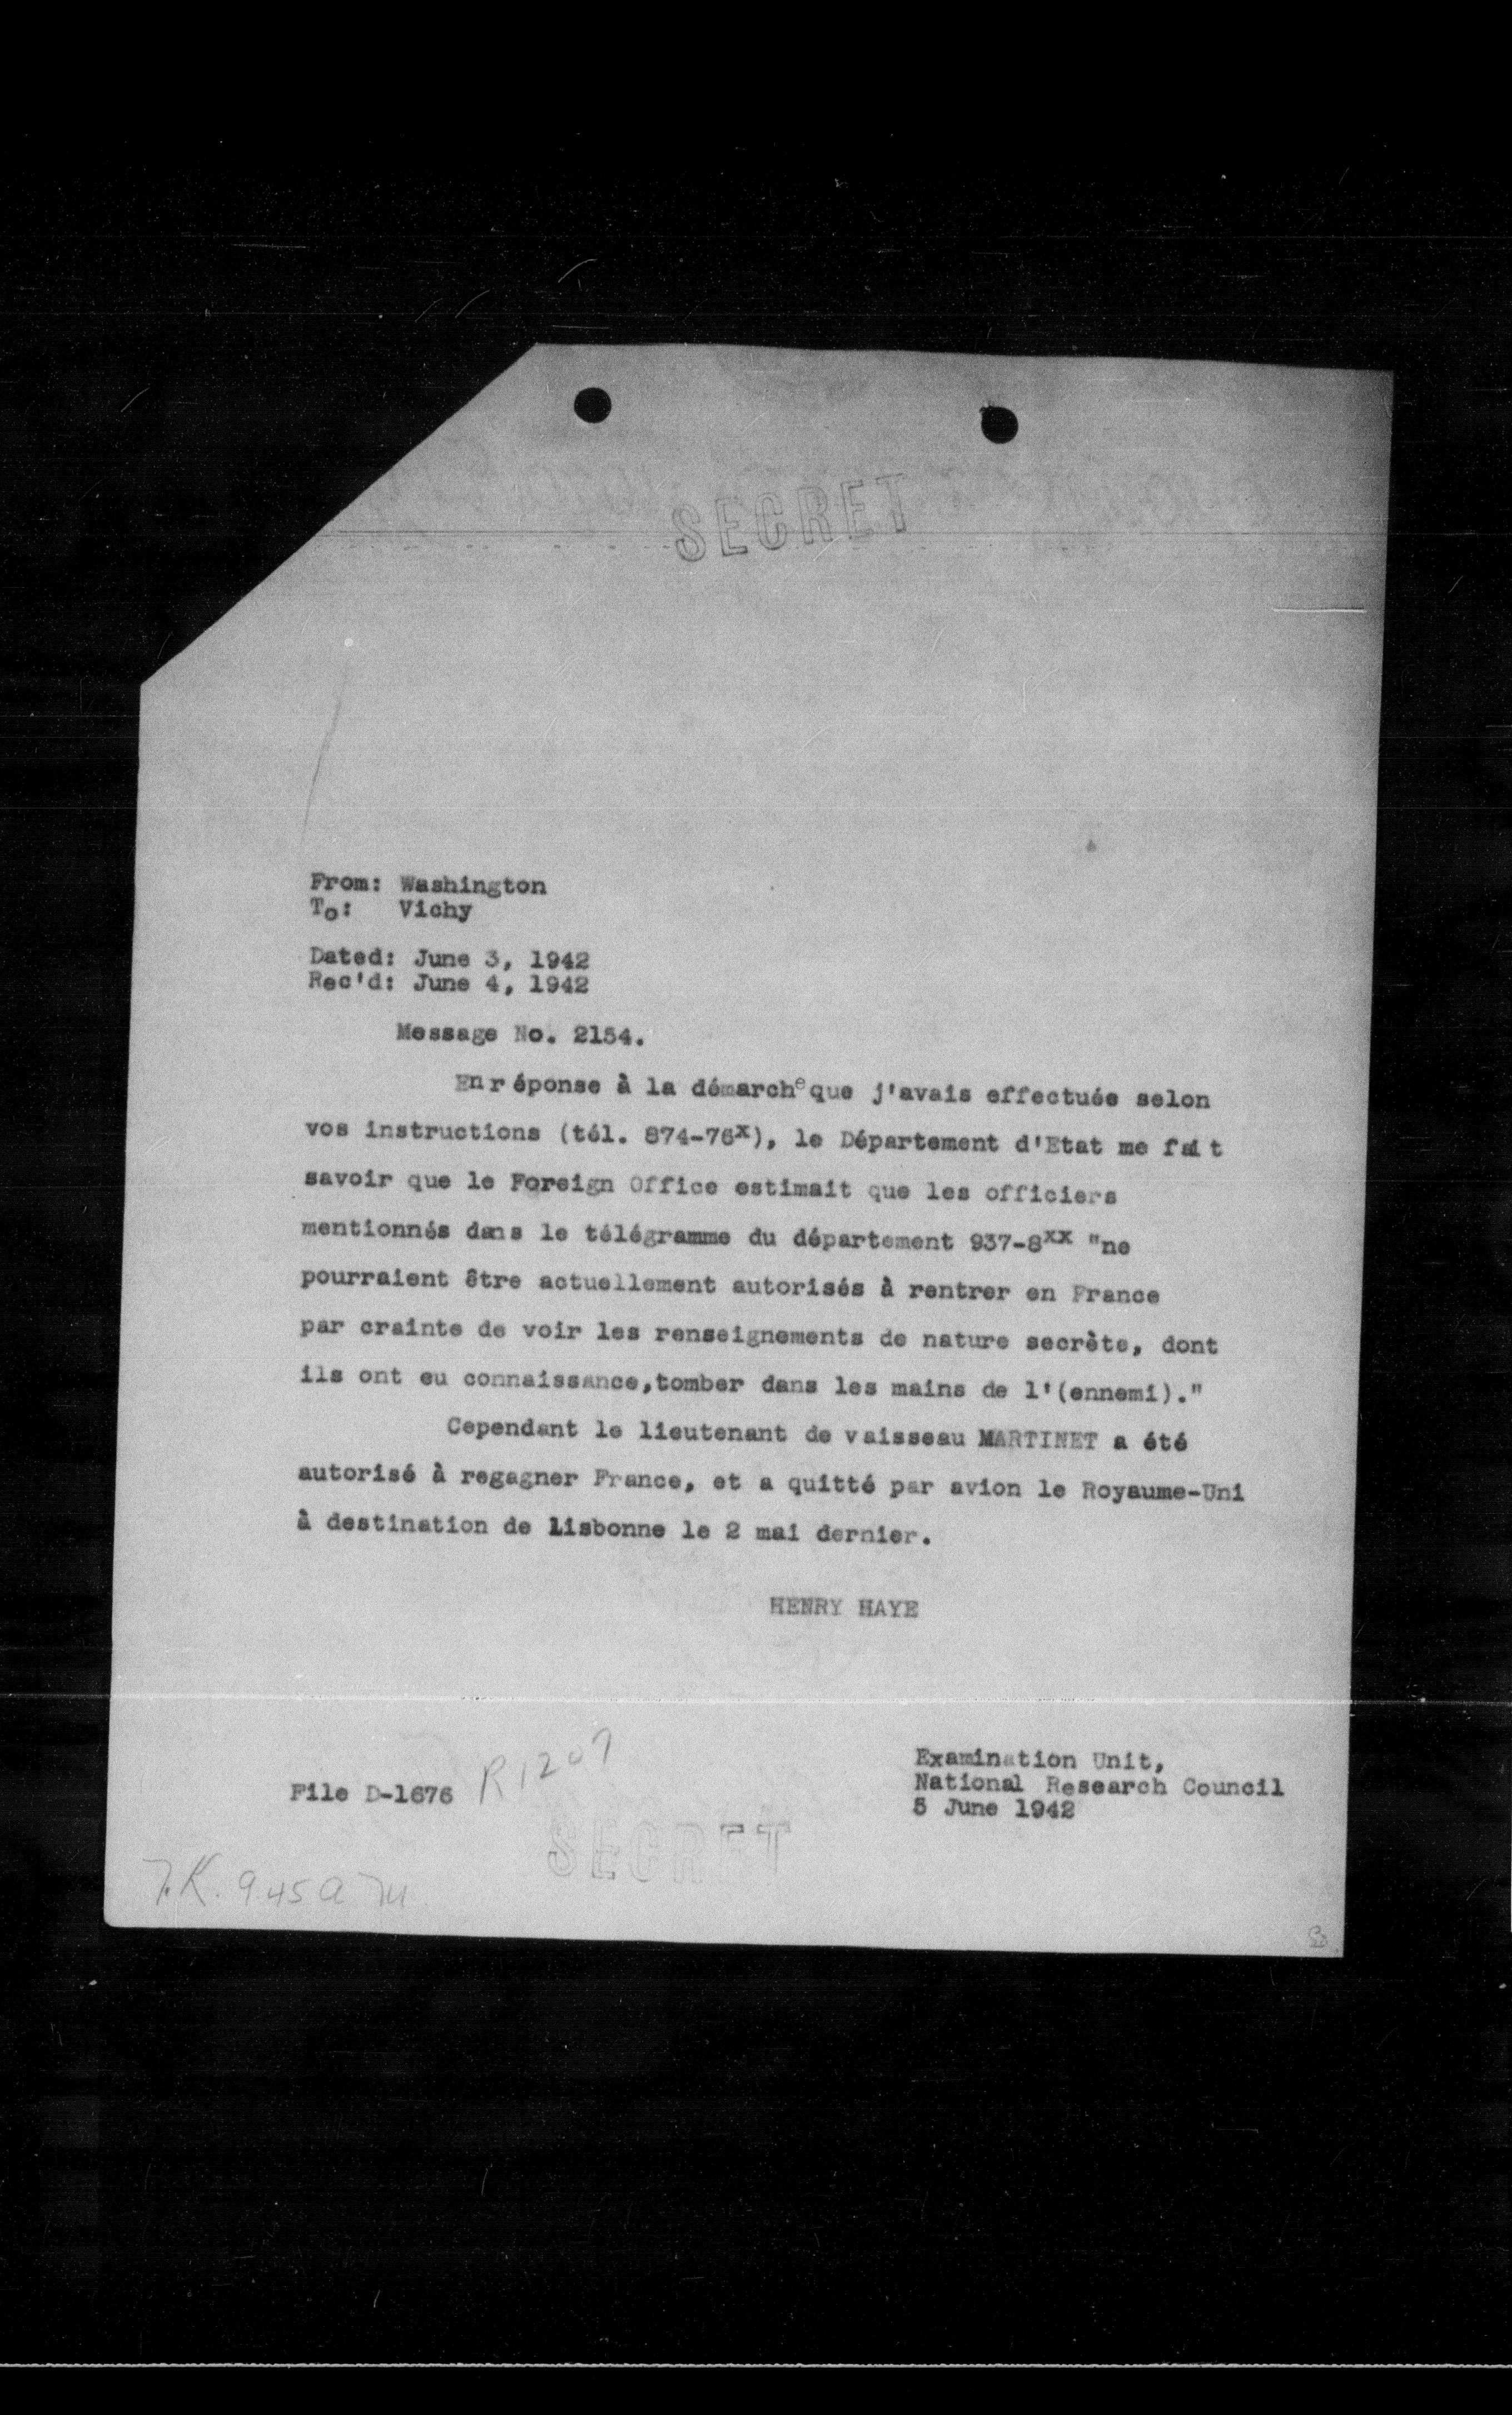 SECRET
From: Washington
To: Vichy
Dated: June 3, 1942
Rec'd: June 4, 1942
Message No. 2154.
En réponse à la démarche que j'avais effectuée selon
vos instructions (tél. 874-76x), le Département d'Etat me fait
savoir que le Foreign Office estimait que les officiers
mentionnés dans le télégramme du département 937-8xx "ne
pourraient être actuellement autorisés à rentrer en France
par crainte de voir les renseignements de nature secrète, dont
ils ont eu connaissance, tomber dans les mains de l'(ennemi)."
Cependant le lieutenant de vaisseau MARTINET a été
autorisé à regagner France, et a quitté par avion le Royaume-Uni
à destination de Lisbonne le 2 mai dernier.
HENRY HAYE
Examination Unit,
National Research Council
5 June 1942
File D-1676 R1207
SECRET
7.K. 9.45 a m